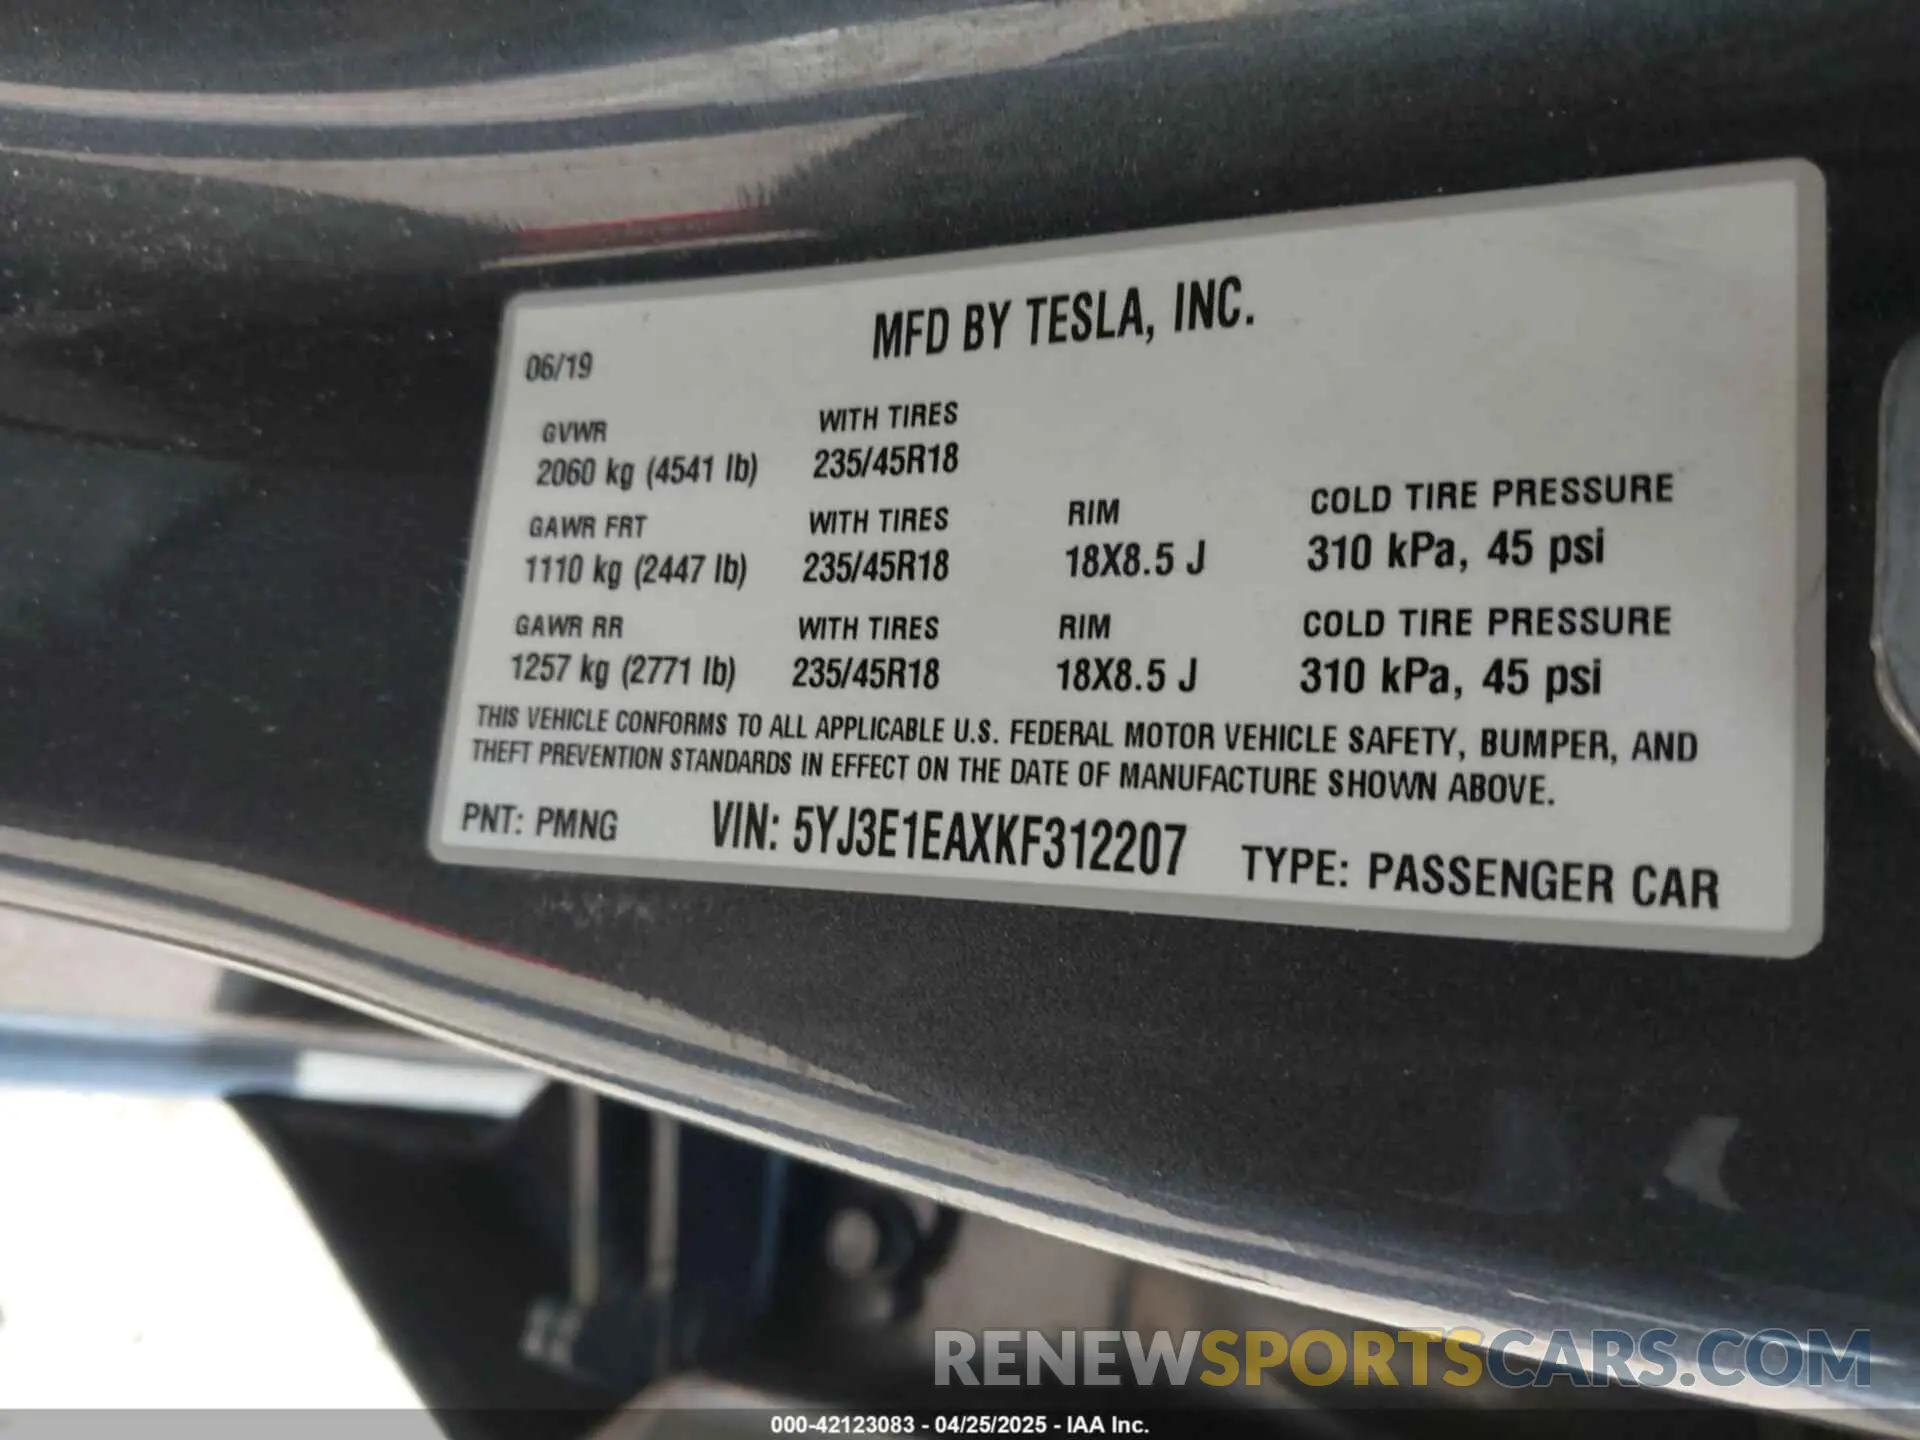 MFD BY TESLA, INC.
06/19
GVWR WITH TIRES
2060 kg (4541 lb) 235/45R18
GAWR FRT WITH TIRES RIM COLD TIRE PRESSURE
1110 kg (2447 lb) 235/45R18 18X8.5 J 310 kPa, 45 psi
GAWR RR WITH TIRES RIM COLD TIRE PRESSURE
1257 kg (2771 lb) 235/45R18 18X8.5 J 310 kPa, 45 psi
THIS VEHICLE CONFORMS TO ALL APPLICABLE U.S. FEDERAL MOTOR VEHICLE SAFETY, BUMPER, AND
THEFT PREVENTION STANDARDS IN EFFECT ON THE DATE OF MANUFACTURE SHOWN ABOVE.
PNT: PMNG VIN: 5YJ3E1EAXKF312207 TYPE: PASSENGER CAR
RENEWSPORTSCARS.COM
000-42123083 - 04/25/2025 - IAA Inc.